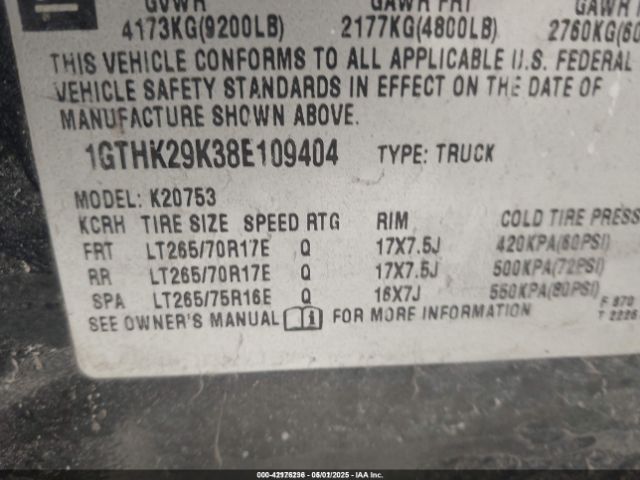 GVWR GAWR FRT GAWR
4173KG(9200LB) 2177KG(4800LB) 2760KG(60
THIS VEHICLE CONFORMS TO ALL APPLICABLE U.S. FEDERAL
VEHICLE SAFETY STANDARDS IN EFFECT ON THE DATE OF
MANUFACTURE SHOWN ABOVE.
1GTHK29K38E109404 TYPE: TRUCK
MODEL: K20753
KCRH TIRE SIZE SPEED RTG RIM COLD TIRE PRESS
FRT LT265/70R17E Q 17X7.5J 420KPA(60PSI)
RR LT265/70R17E Q 17X7.5J 500KPA(72PSI)
SPA LT265/75R16E Q 16X7J 550KPA(80PSI)
SEE OWNER'S MANUAL i FOR MORE INFORMATION
F 870
T 2226
000-42976296 - 05/01/2025 - IAAI, Inc.